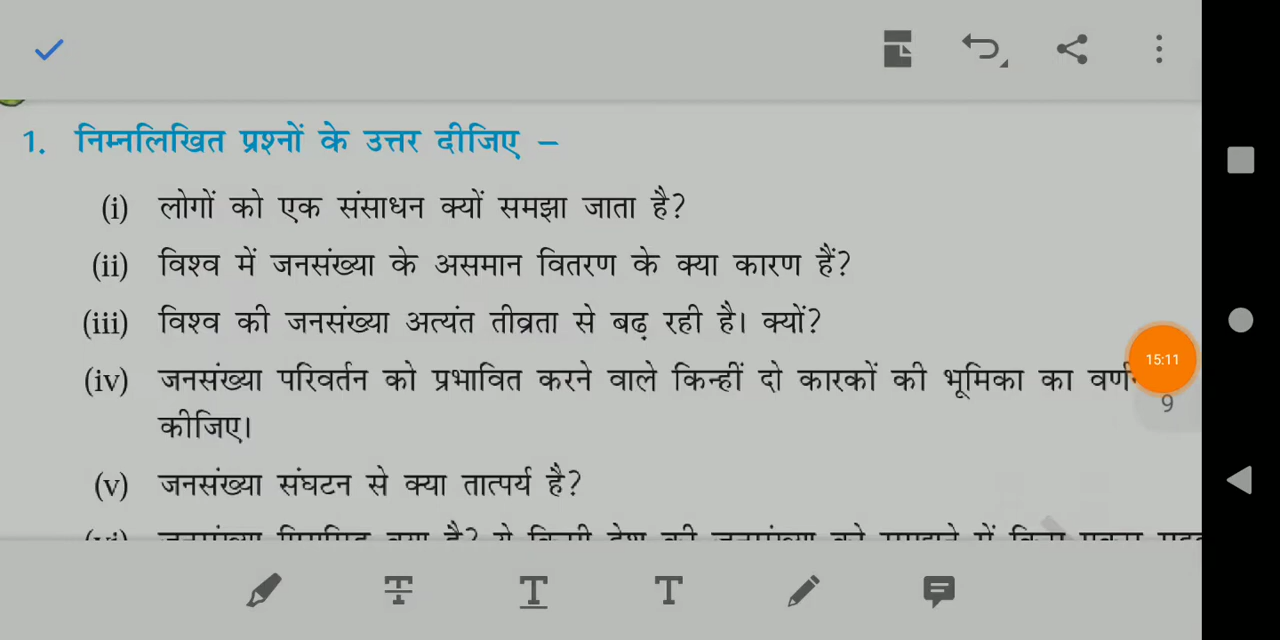 1. निम्नलिखित प्रश्नों के उत्तर दीजिए –
(i) लोगों को एक संसाधन क्यों समझा जाता है?
(ii) विश्व में जनसंख्या के असमान वितरण के क्या कारण हैं?
(iii) विश्व की जनसंख्या अत्यंत तीव्रता से बढ़ रही है। क्यों?
(iv) जनसंख्या परिवर्तन को प्रभावित करने वाले किन्हीं दो कारकों की भूमिका का
15:11
9
कीजिए।
(v) जनसंख्या संघटन से क्या तात्पर्य है?
T T T